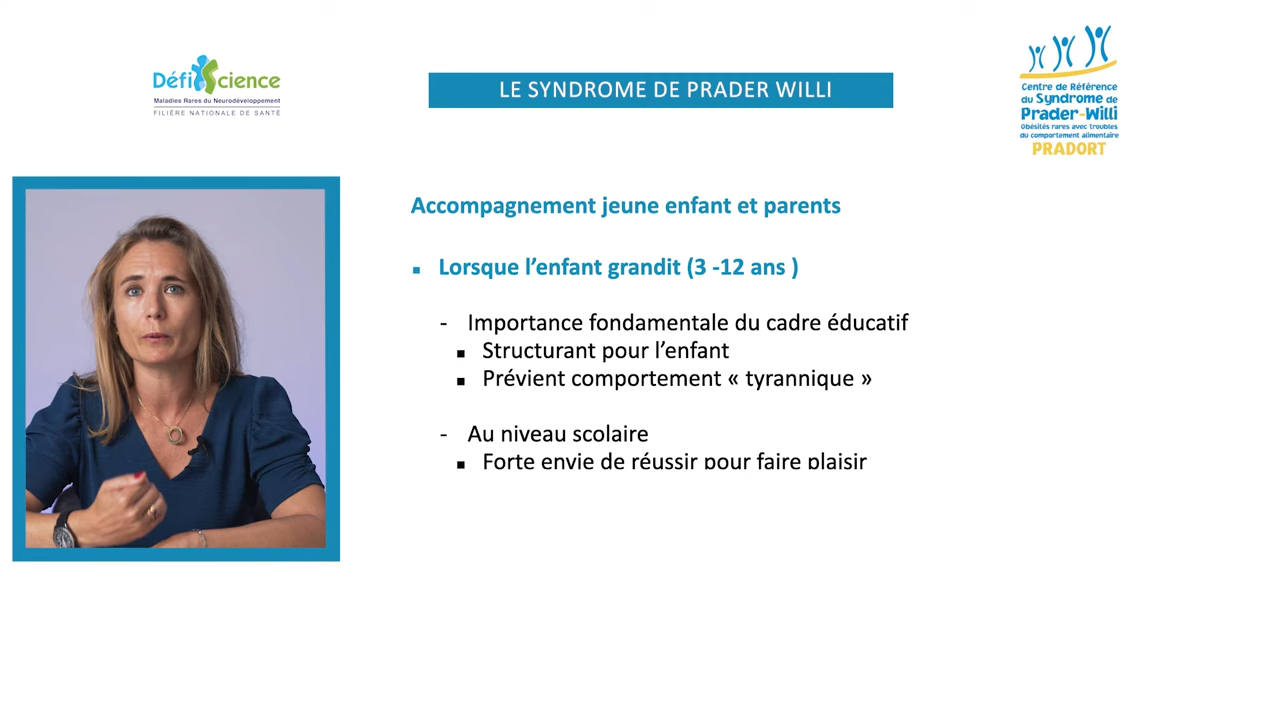 DéfiScience
Maladies Rares du Neurodéveloppement
FILIÈRE NATIONALE DE SANTÉ
LE SYNDROME DE PRADER WILLI
Centre de Référence
du Syndrome de
Prader-Willi
Obésités rares avec troubles
du comportement alimentaire
PRADORT
Accompagnement jeune enfant et parents
▪ Lorsque l’enfant grandit (3 -12 ans )
- Importance fondamentale du cadre éducatif
▪ Structurant pour l’enfant
▪ Prévient comportement « tyrannique »
- Au niveau scolaire
▪ Forte envie de réussir pour faire plaisir